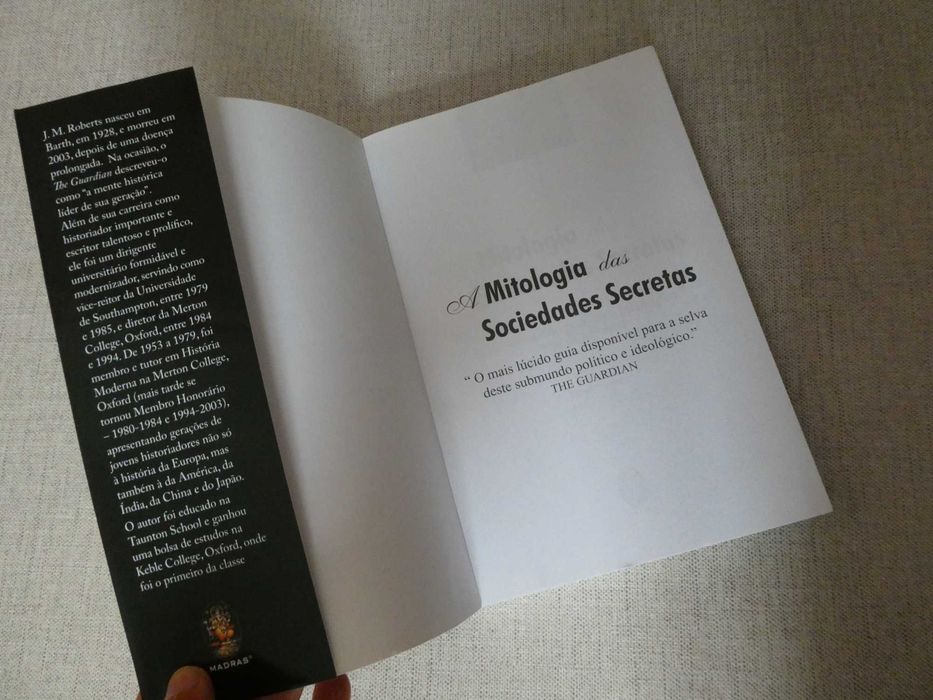 J. M. Roberts nasceu em
Barth, em 1928, e morreu em
2003, depois de uma doença
prolongada. Na ocasião, o
The Guardian descreveu-o
como “a mente histórica
líder de sua geração”.
Além de sua carreira como
historiador importante e
escritor talentoso e prolífico,
ele foi um dirigente
universitário formidável e
modernizador, servindo como
vice-reitor da Universidade
de Southampton, entre 1979
e 1985, e diretor da Merton
College, Oxford, entre 1984
e 1994. De 1953 a 1979, foi
membro e tutor em História
Moderna na Merton College,
Oxford (mais tarde se
tornou Membro Honorário
– 1980-1984 e 1994-2003),
apresentando gerações de
jovens historiadores não só
à história da Europa, mas
também à da América, da
Índia, da China e do Japão.
O autor foi educado na
Taunton School e ganhou
uma bolsa de estudos na
Keble College, Oxford, onde
foi o primeiro da classe
MADRAS®
A Mitologia das
Sociedades Secretas
“ O mais lúcido guia disponível para a selva
deste submundo político e ideológico.”
THE GUARDIAN